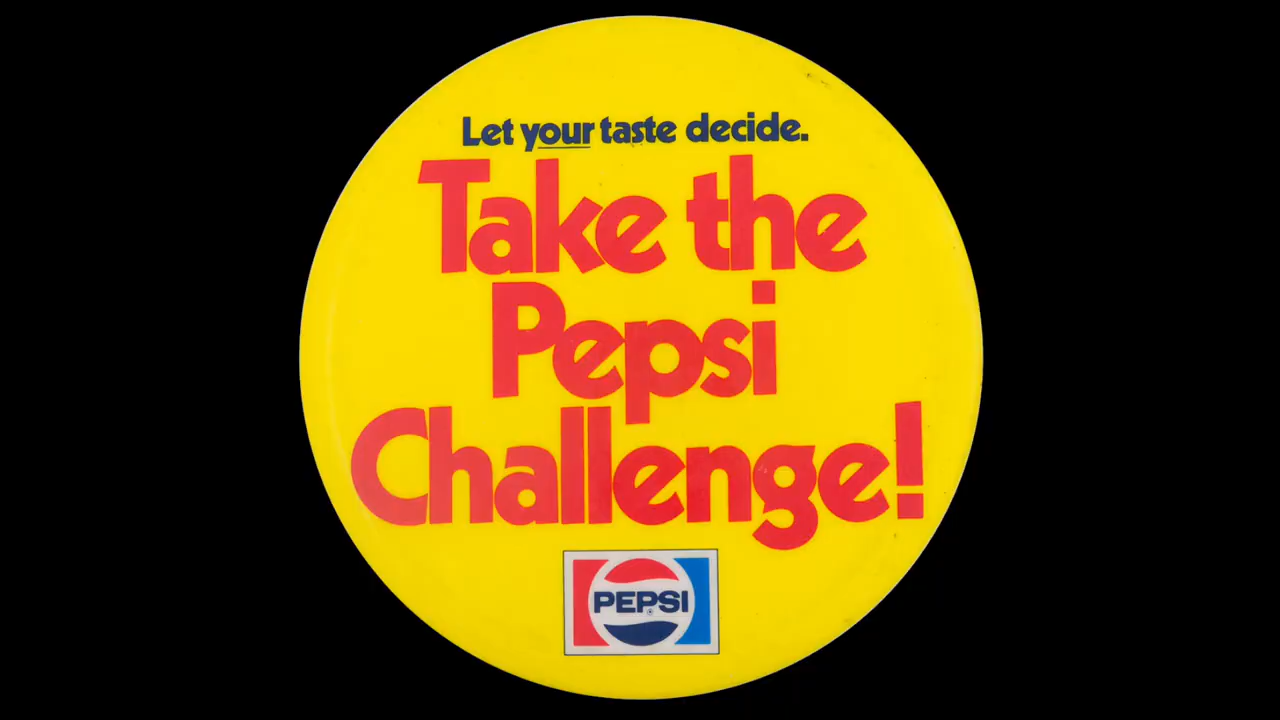 Let your taste decide.
Take the
Pepsi
Challenge!
PEPSI
®